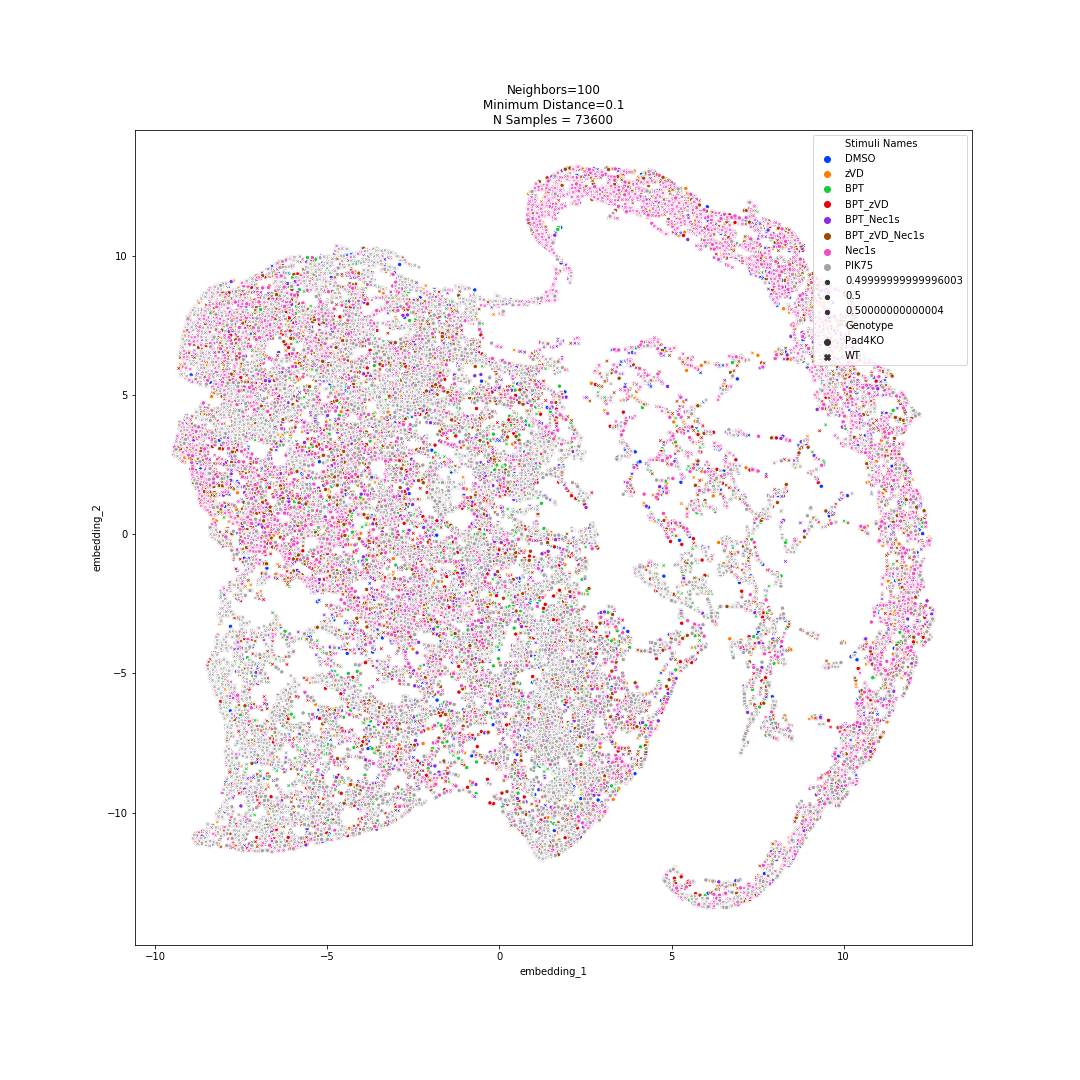 Neighbors=100
Minimum Distance=0.1
N Samples = 73600
Stimuli Names
DMSO
zVD
BPT
BPT_zVD
BPT_Nec1s
BPT_zVD_Nec1s
Nec1s
PIK75
0.49999999999996003
0.5
0.50000000000004
Genotype
Pad4KO
WT
10
5
0
−5
−10
embedding_2
−10
−5
0
5
10
embedding_1